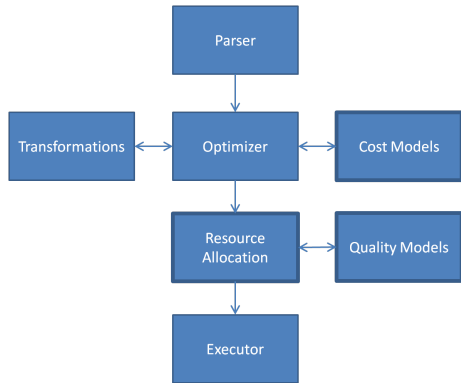 Parser
Transformations
Optimizer
Cost Models
Resource
Allocation
Quality Models
Executor